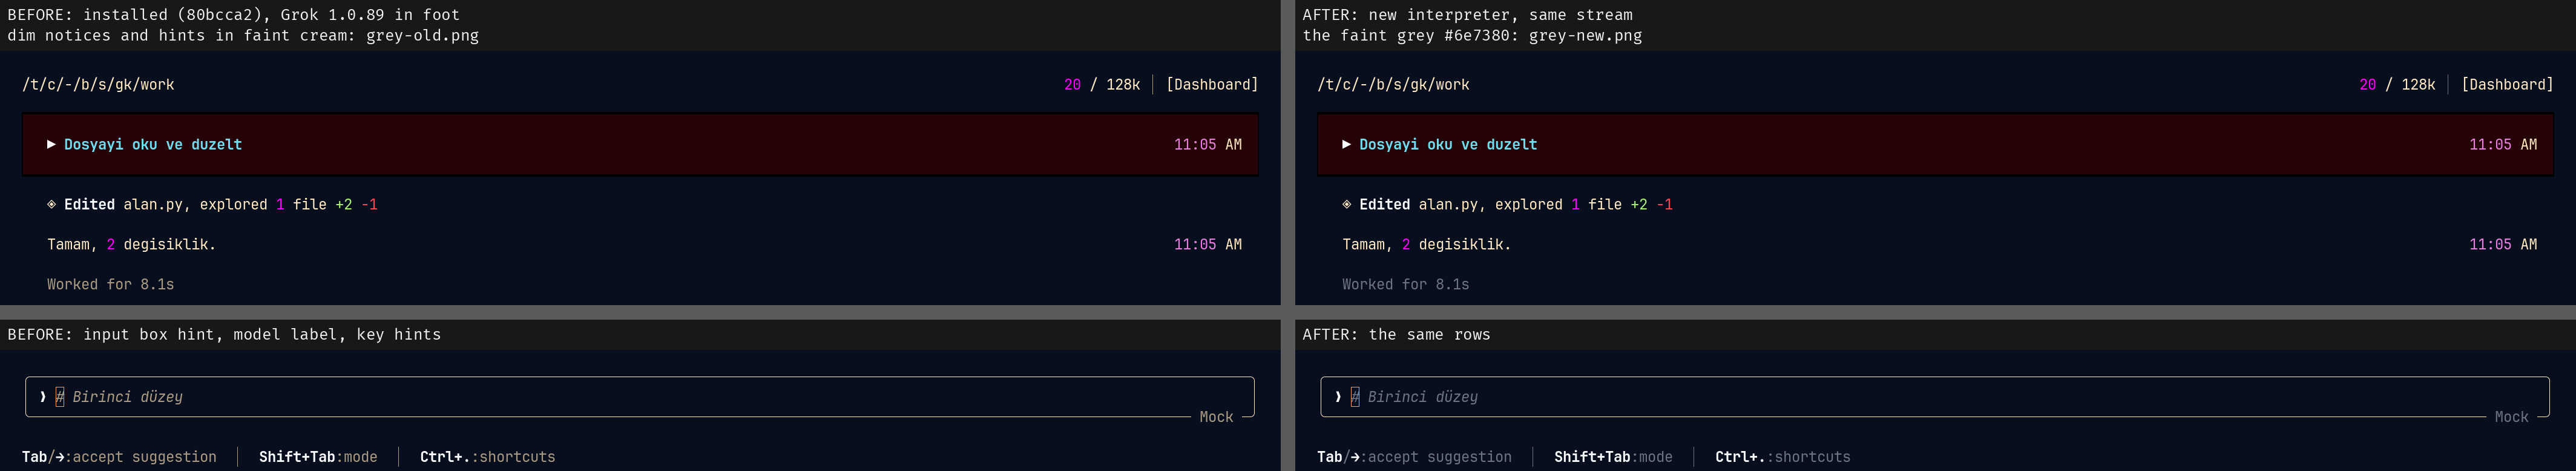 BEFORE: installed (80bcca2), Grok 1.0.89 in foot
dim notices and hints in faint cream: grey-old.png
/t/c/-/b/s/gk/work 20 / 128k │ [Dashboard]
▶ Dosyayi oku ve duzelt 11:05 AM
◈ Edited alan.py, explored 1 file +2 -1
Tamam, 2 degisiklik. 11:05 AM
Worked for 8.1s
AFTER: new interpreter, same stream
the faint grey #6e7380: grey-new.png
/t/c/-/b/s/gk/work 20 / 128k │ [Dashboard]
▶ Dosyayi oku ve duzelt 11:05 AM
◈ Edited alan.py, explored 1 file +2 -1
Tamam, 2 degisiklik. 11:05 AM
Worked for 8.1s
BEFORE: input box hint, model label, key hints
❯ # Birinci düzey
Mock
Tab/→:accept suggestion │ Shift+Tab:mode │ Ctrl+.:shortcuts
AFTER: the same rows
❯ # Birinci düzey
Mock
Tab/→:accept suggestion │ Shift+Tab:mode │ Ctrl+.:shortcuts